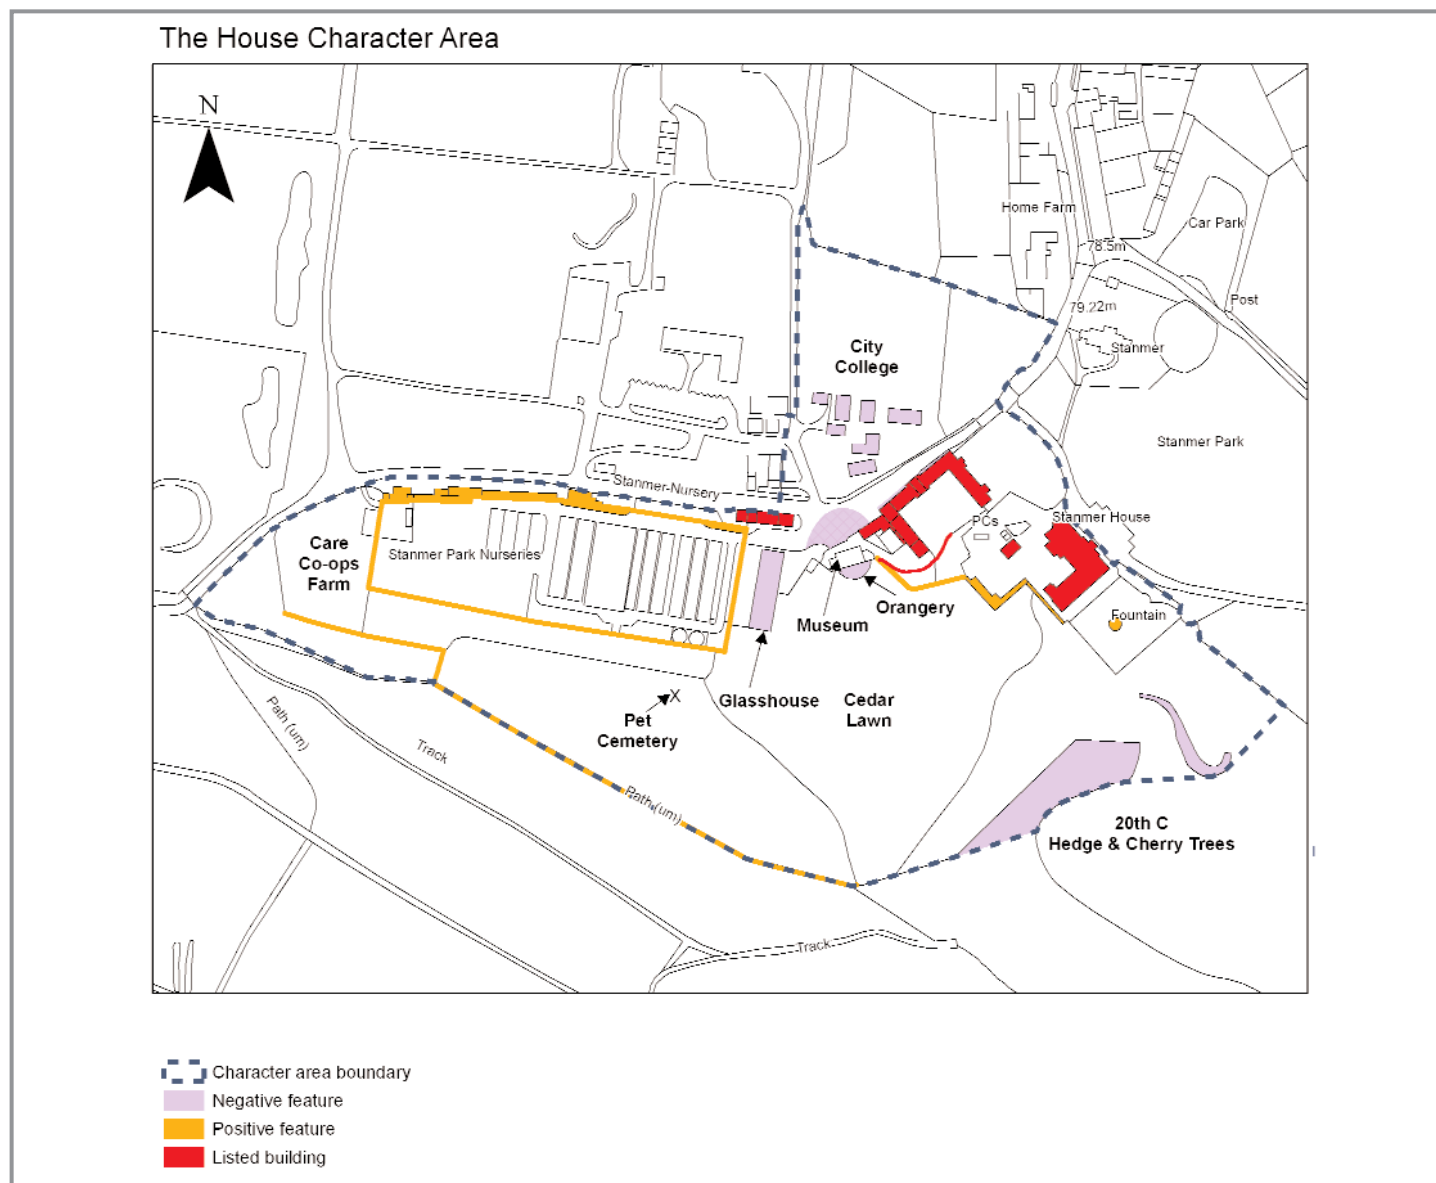 The House Character Area
N
Home Farm
Car Park
78.5m
Post
79.22m
Stanmer
City
College
Stanmer Park
Stanmer-Nursery
PCs
Stanmer House
Care
Co-ops
Farm
Stanmer Park Nurseries
Orangery
Museum
Fountain
Glasshouse
Cedar
Lawn
X
Pet
Cemetery
Path (um)
Track
Path (um)
20th C
Hedge & Cherry Trees
Track
Character area boundary
Negative feature
Positive feature
Listed building